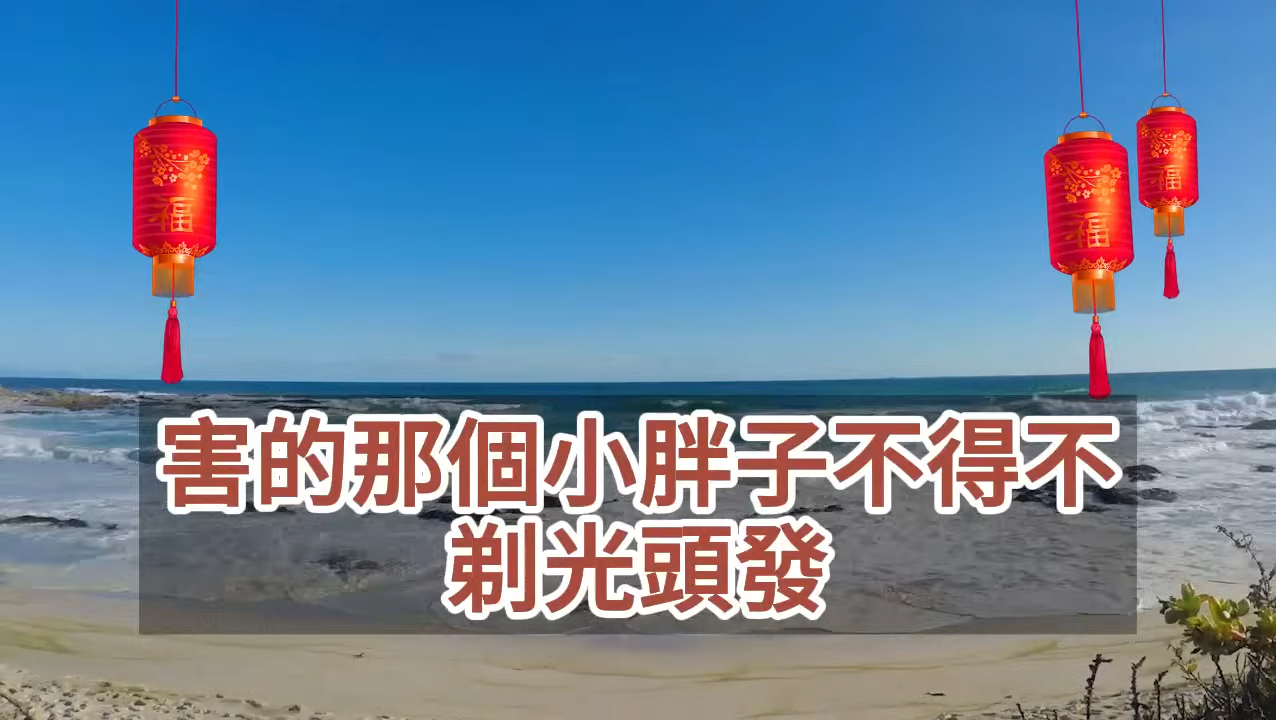 福
福
福
害的那個小胖子不得不
剃光頭發